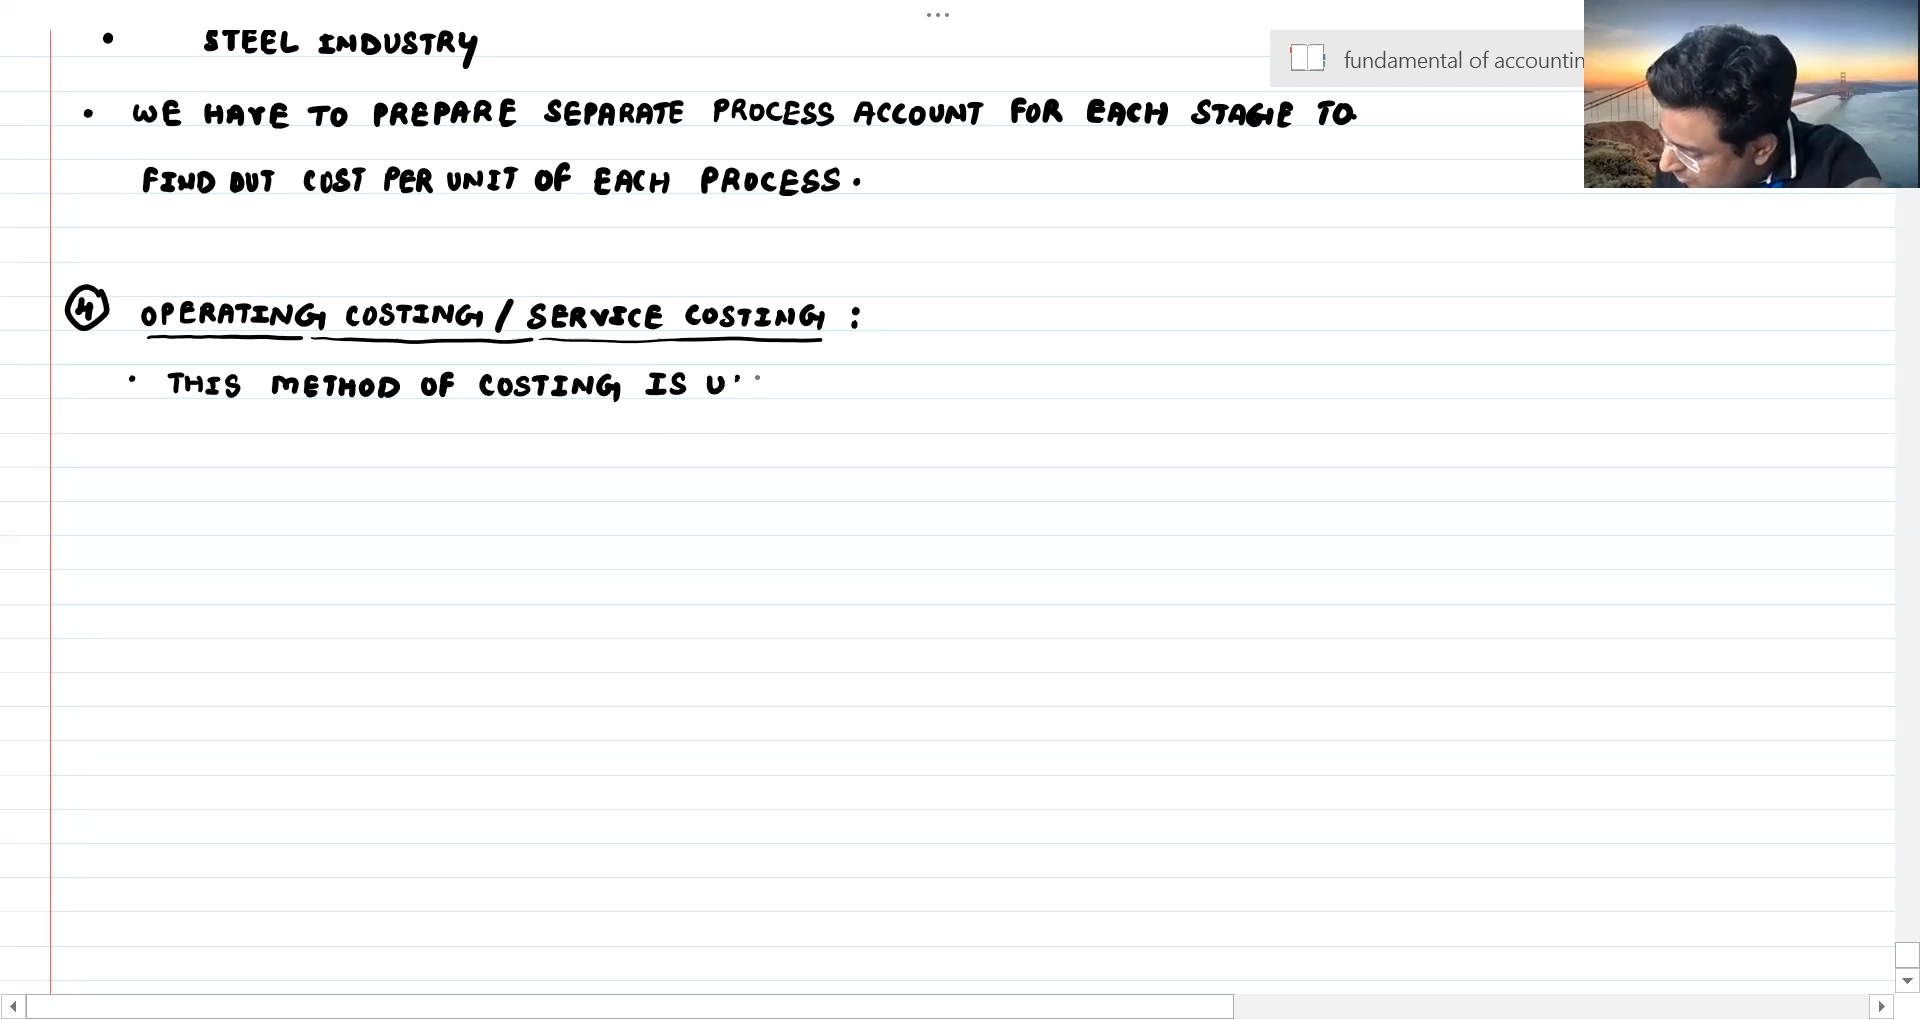 • STEEL INDUSTRY
fundamental of accountin
• WE HAVE TO PREPARE SEPARATE PROCESS ACCOUNT FOR EACH STAGE TO
FIND OUT COST PER UNIT OF EACH PROCESS.
4 OPERATING COSTING / SERVICE COSTING :
• THIS METHOD OF COSTING IS U